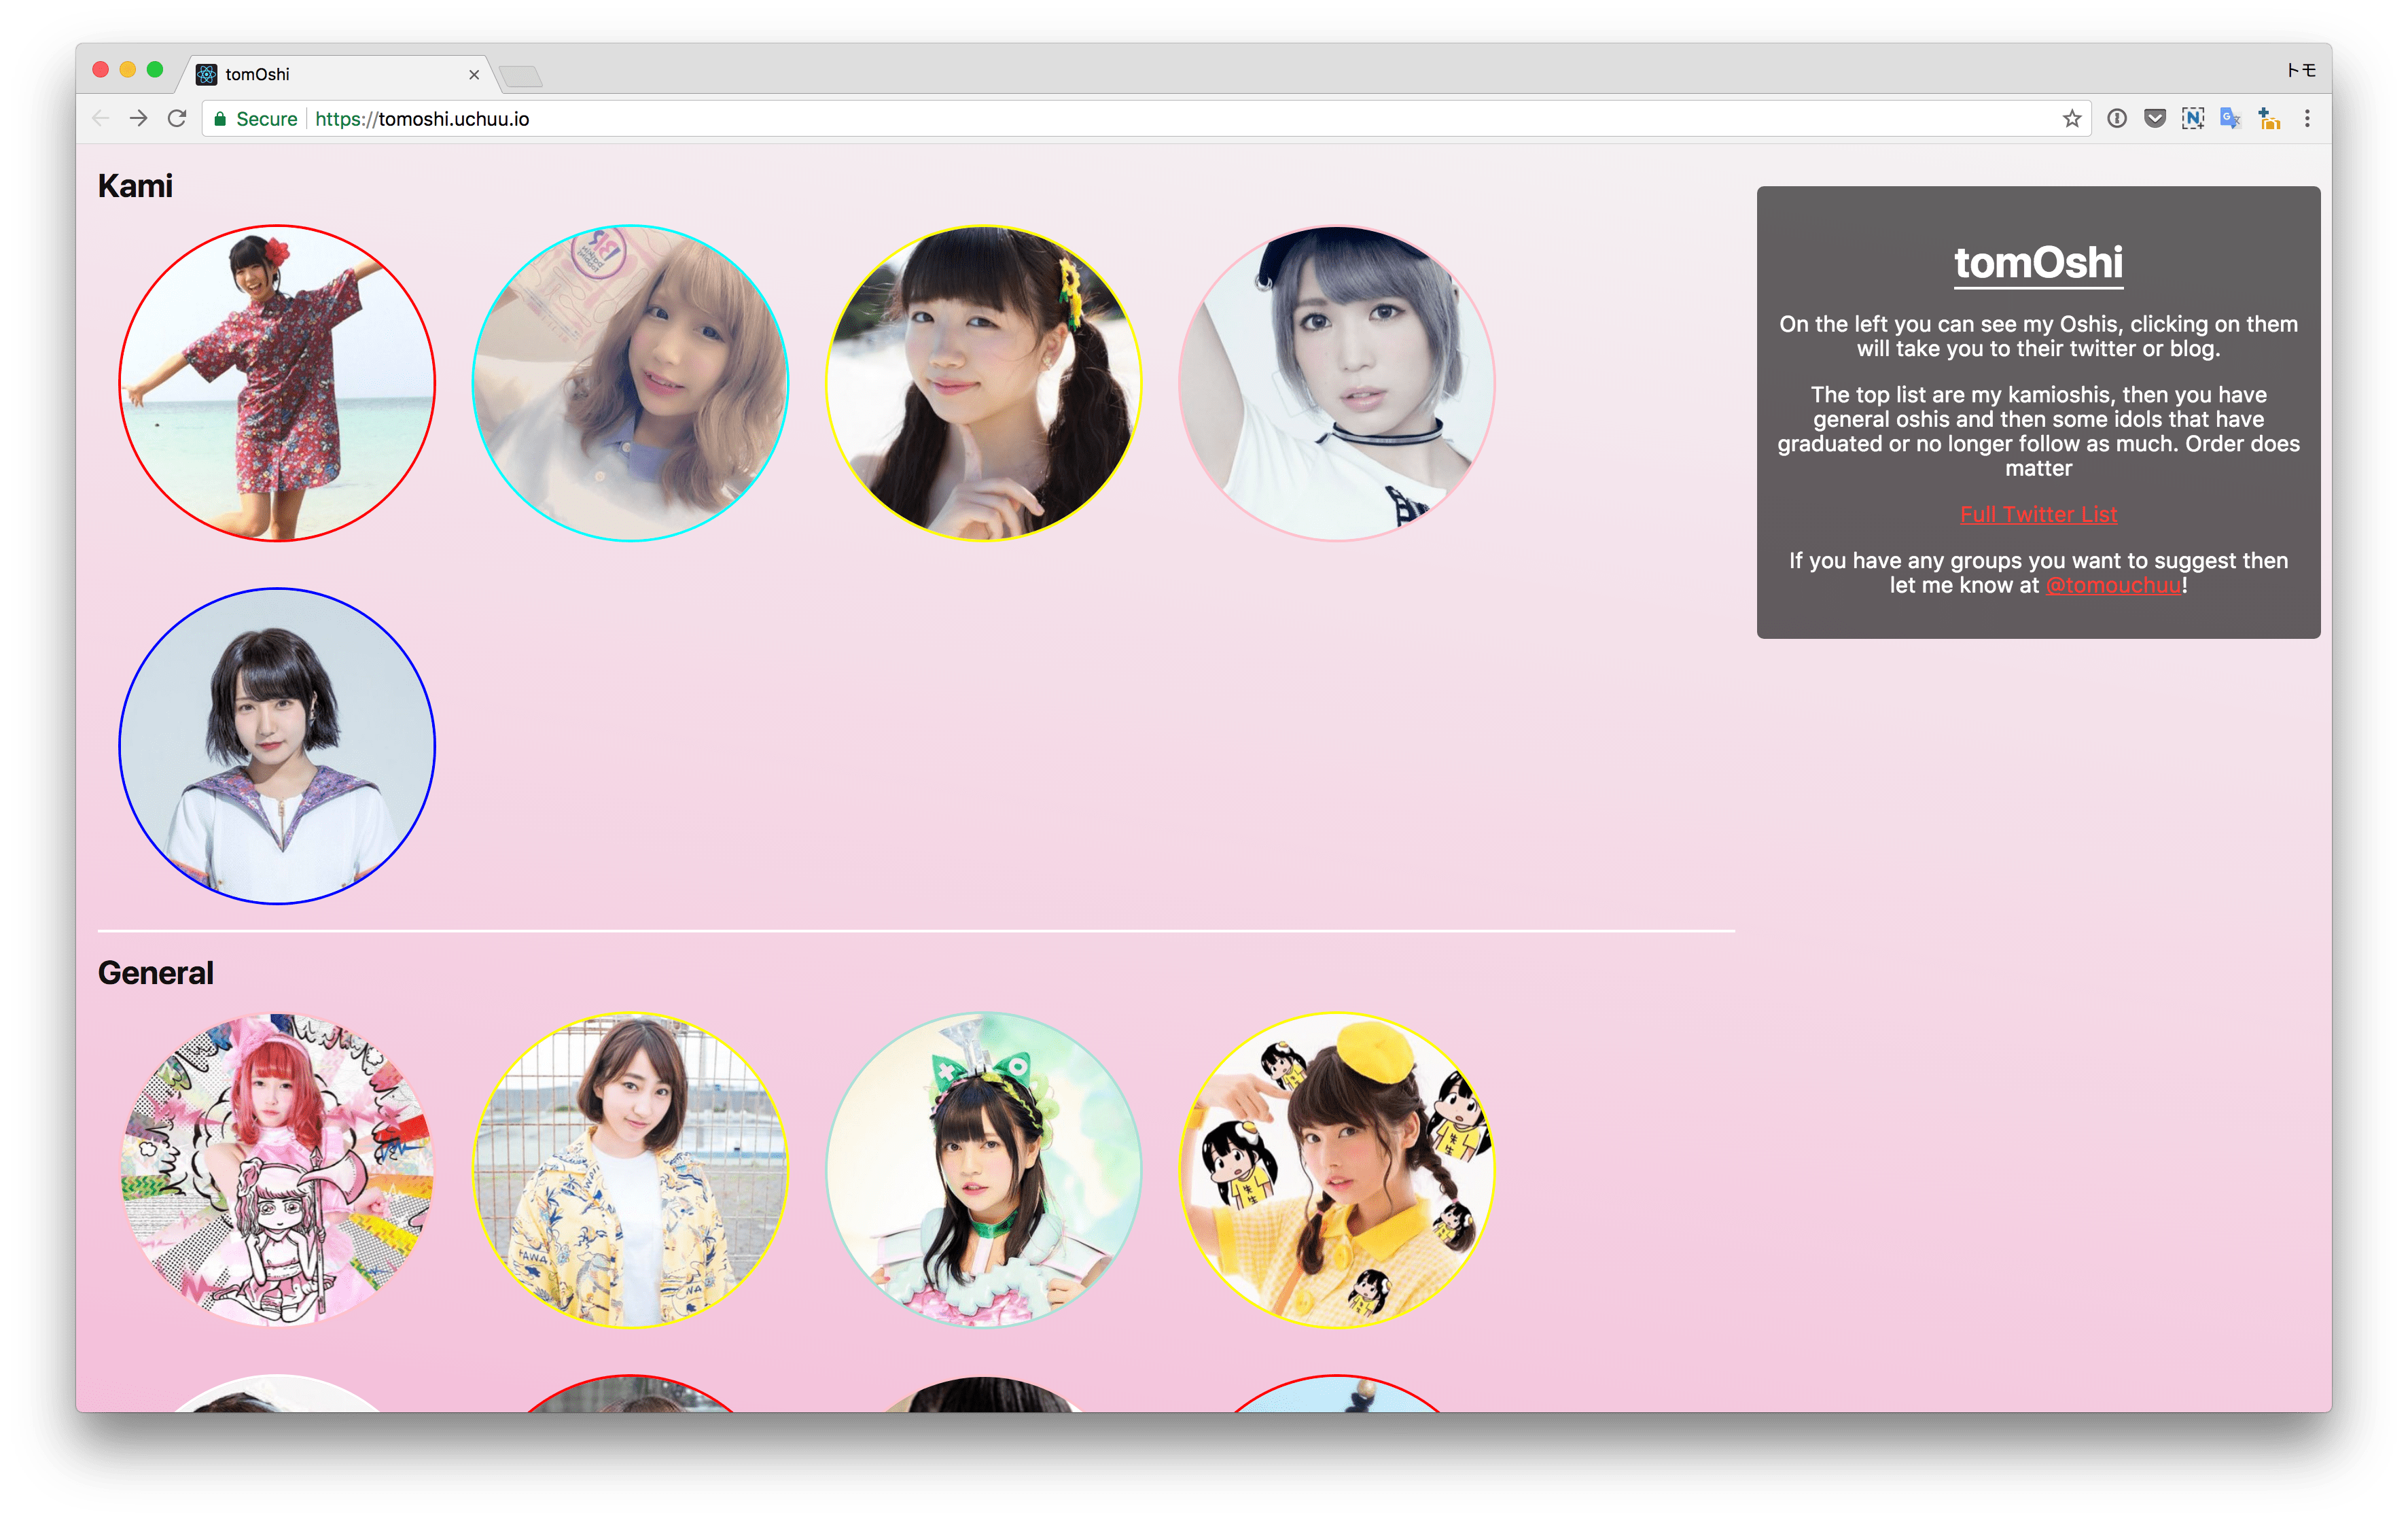 tomOshi
トモ
Secure
https://tomoshi.uchuu.io
Kami
General
tomOshi
On the left you can see my Oshis, clicking on them
will take you to their twitter or blog.
The top list are my kamioshis, then you have
general oshis and then some idols that have
graduated or no longer follow as much. Order does
matter
Full Twitter List
If you have any groups you want to suggest then
let me know at @tomouchuu!